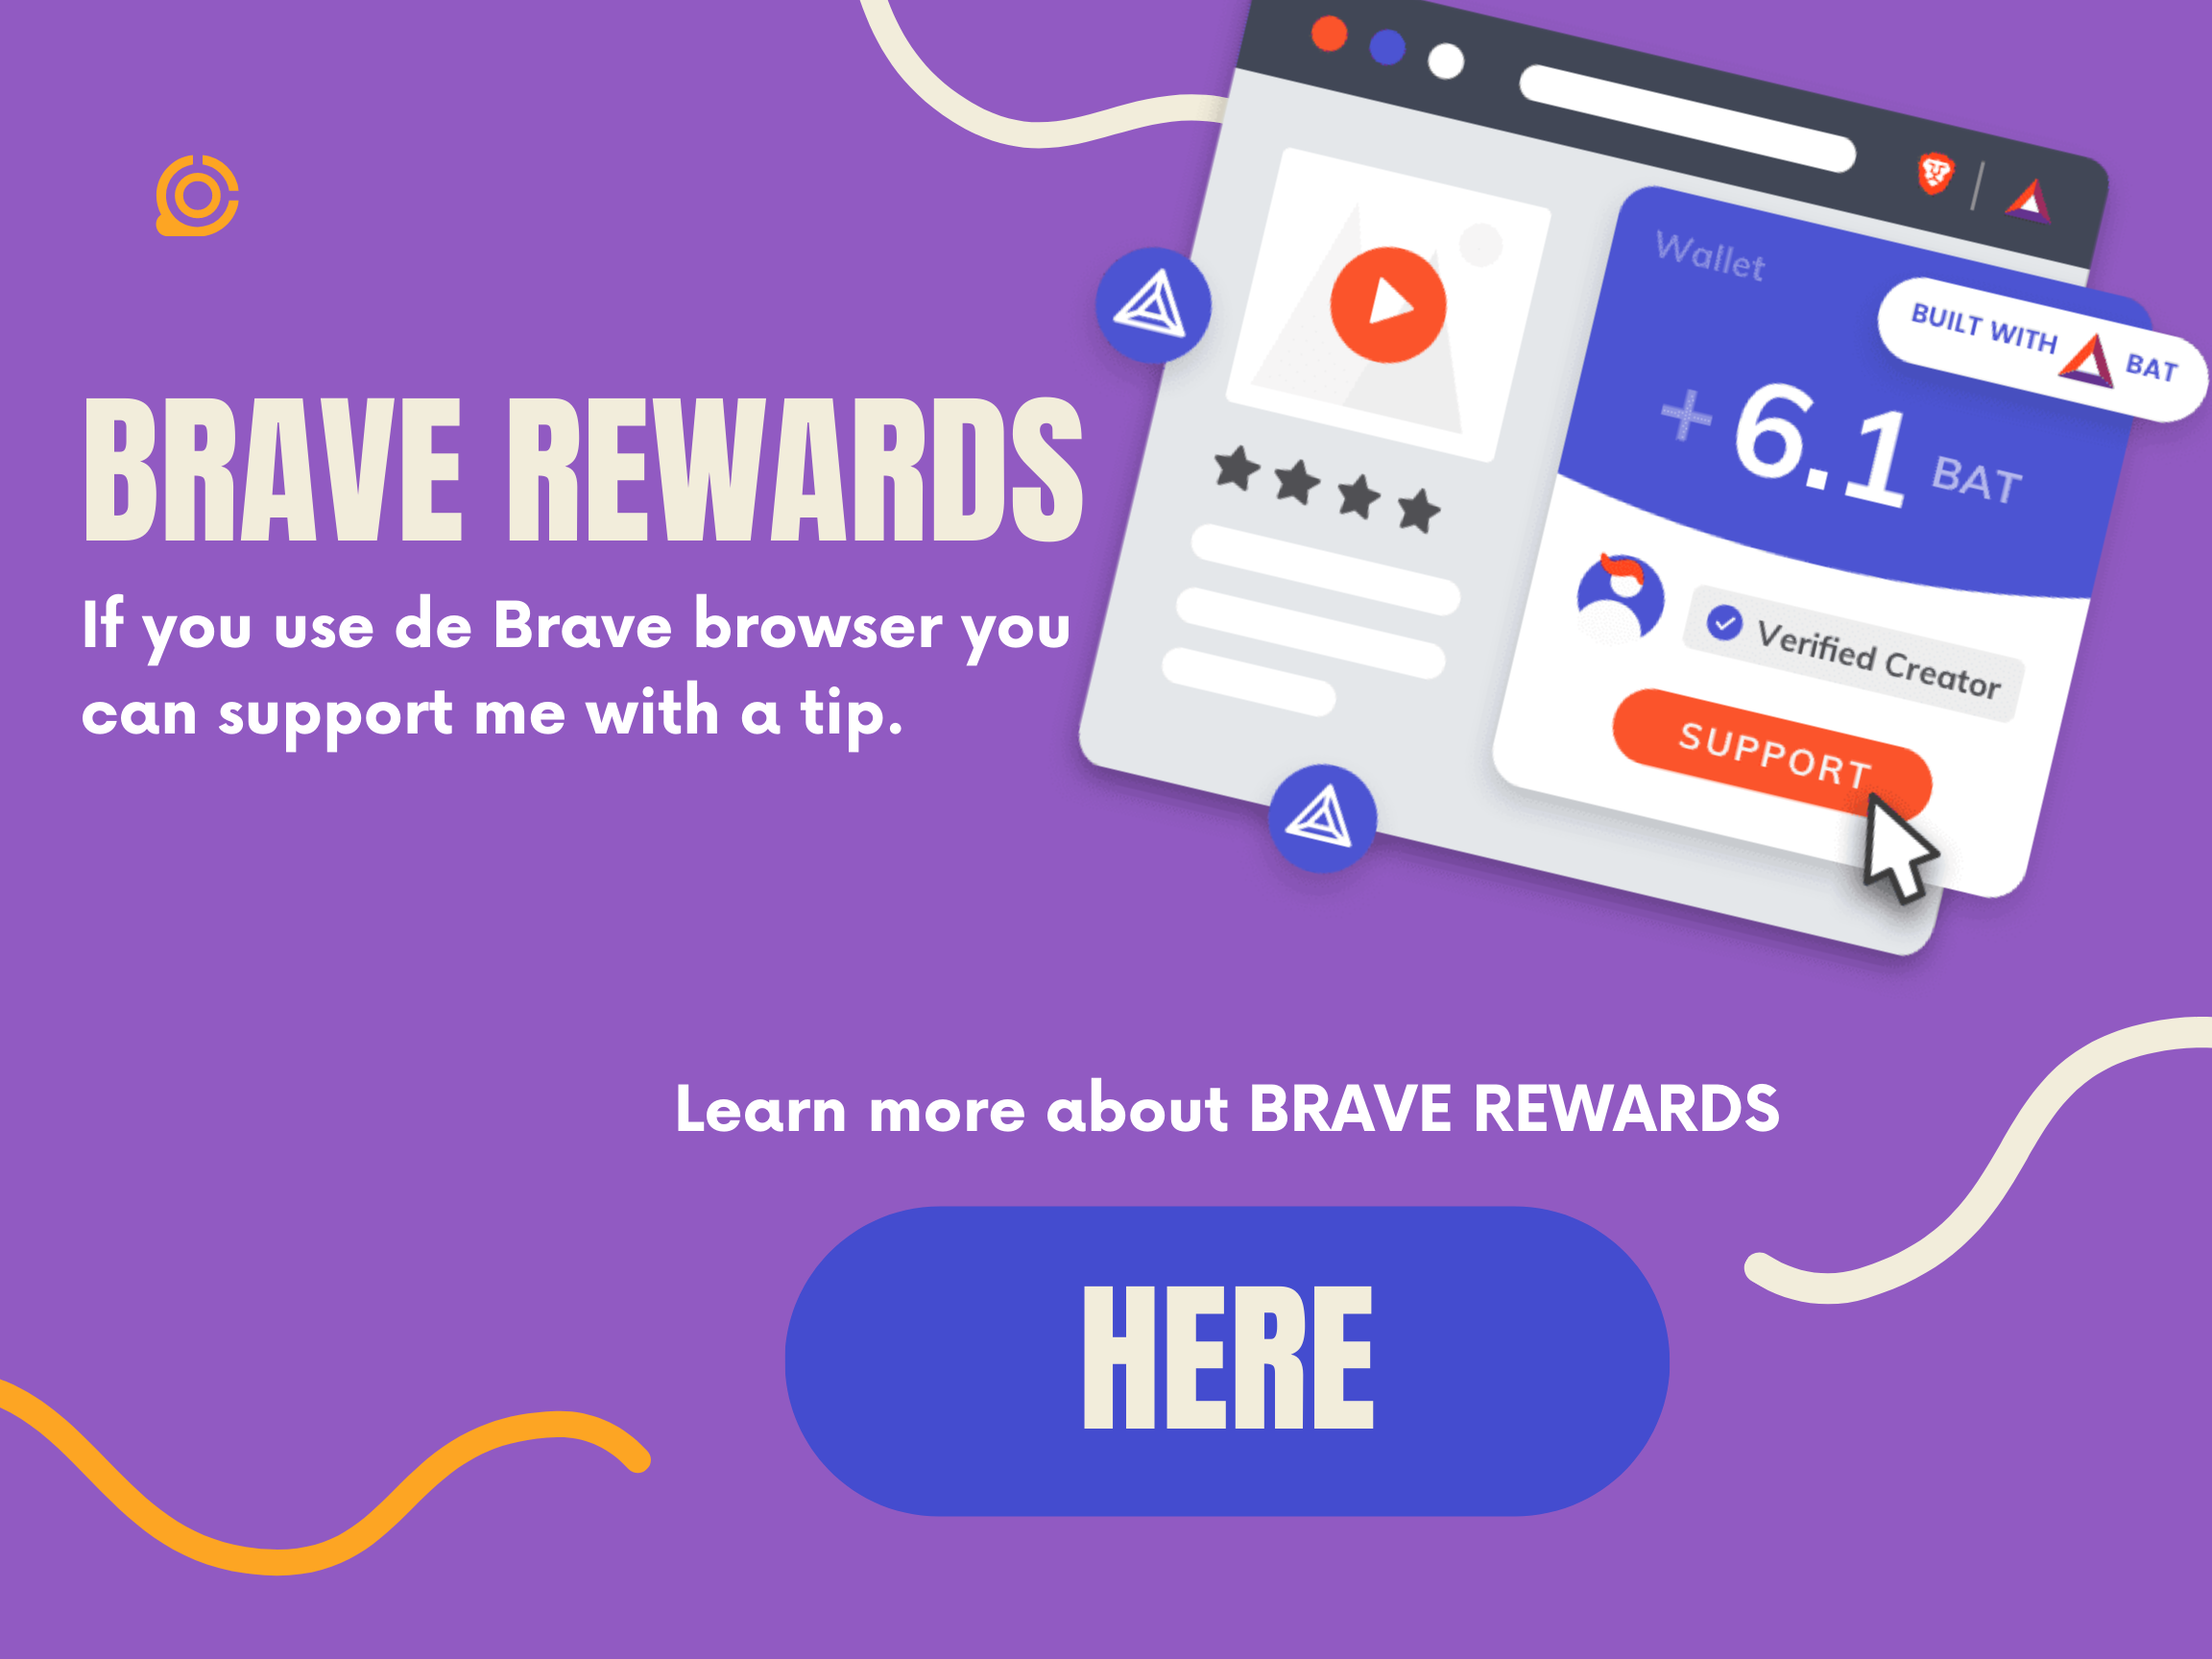 Wallet
BUILT WITH BAT
+6.1 BAT
BRAVE REWARDS
If you use de Brave browser you
can support me with a tip.
Verified Creator
SUPPORT
Learn more about BRAVE REWARDS
HERE